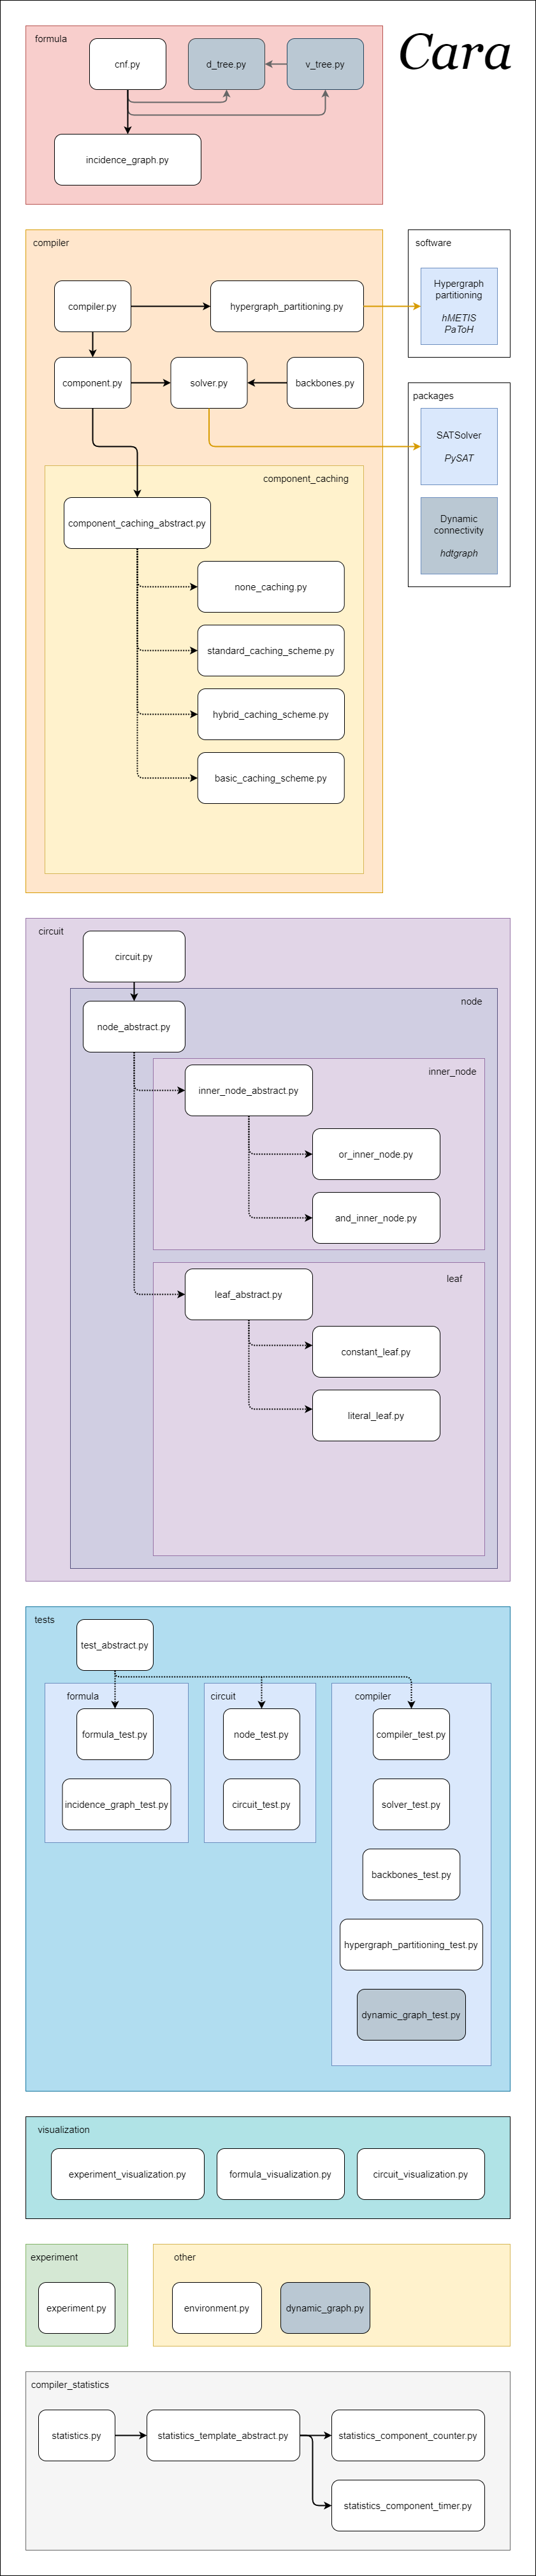 Cara
formula
cnf.py
d_tree.py
v_tree.py
incidence_graph.py
compiler
compiler.py
hypergraph_partitioning.py
component.py
solver.py
backbones.py
software
Hypergraph
partitioning
hMETIS
PaToH
packages
SATSolver
PySAT
Dynamic
connectivity
hdtgraph
component_caching
component_caching_abstract.py
none_caching.py
standard_caching_scheme.py
hybrid_caching_scheme.py
basic_caching_scheme.py
circuit
circuit.py
node
node_abstract.py
inner_node
inner_node_abstract.py
or_inner_node.py
and_inner_node.py
leaf
leaf_abstract.py
constant_leaf.py
literal_leaf.py
tests
test_abstract.py
formula
formula_test.py
incidence_graph_test.py
circuit
node_test.py
circuit_test.py
compiler
compiler_test.py
solver_test.py
backbones_test.py
hypergraph_partitioning_test.py
dynamic_graph_test.py
visualization
experiment_visualization.py
formula_visualization.py
circuit_visualization.py
experiment
experiment.py
other
environment.py
dynamic_graph.py
compiler_statistics
statistics.py
statistics_template_abstract.py
statistics_component_counter.py
statistics_component_timer.py